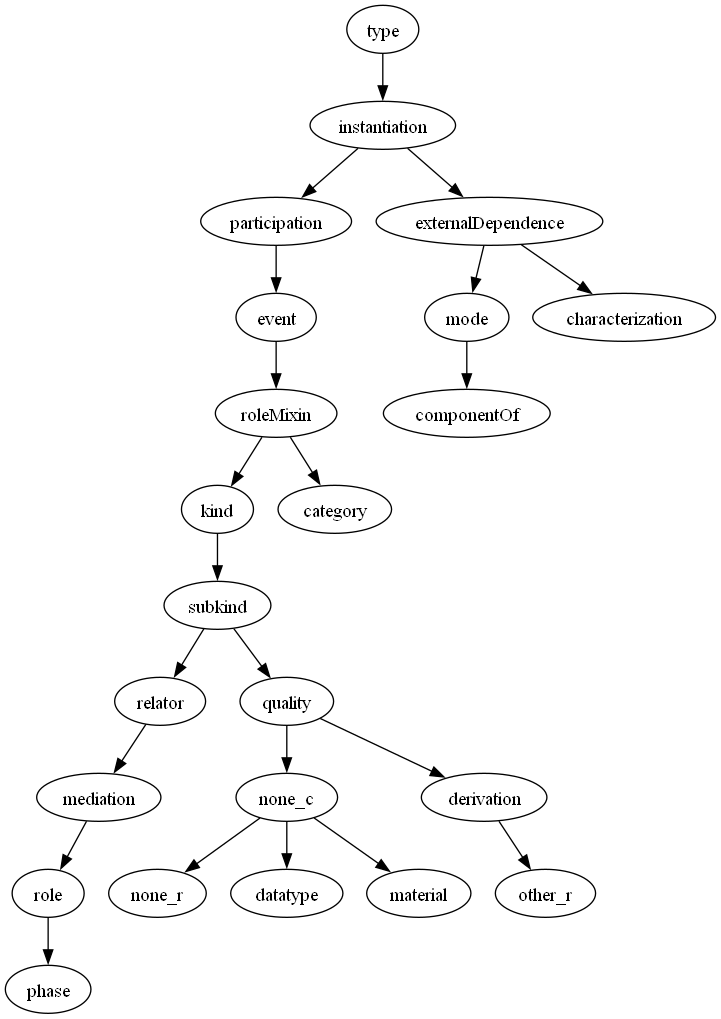 type
instantiation
participation
externalDependence
event
mode
characterization
roleMixin
componentOf
kind
category
subkind
relator
quality
mediation
none_c
derivation
role
none_r
datatype
material
other_r
phase